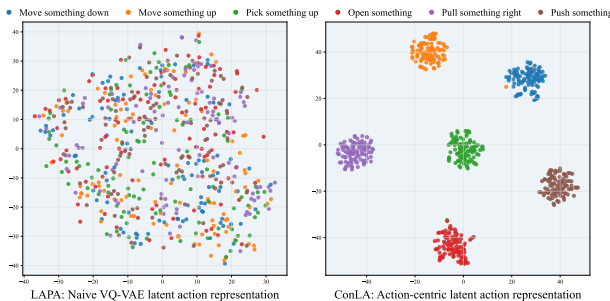 Move something down Move something up Pick something up Open something Pull something right Push something
40
30
20
10
0
−10
−20
−30
−40
−40 −30 −20 −10 0 10 20 30
40
20
0
−20
−40
−40 −20 0 20 40
LAPA: Naive VQ-VAE latent action representation
ConLA: Action-centric latent action representation